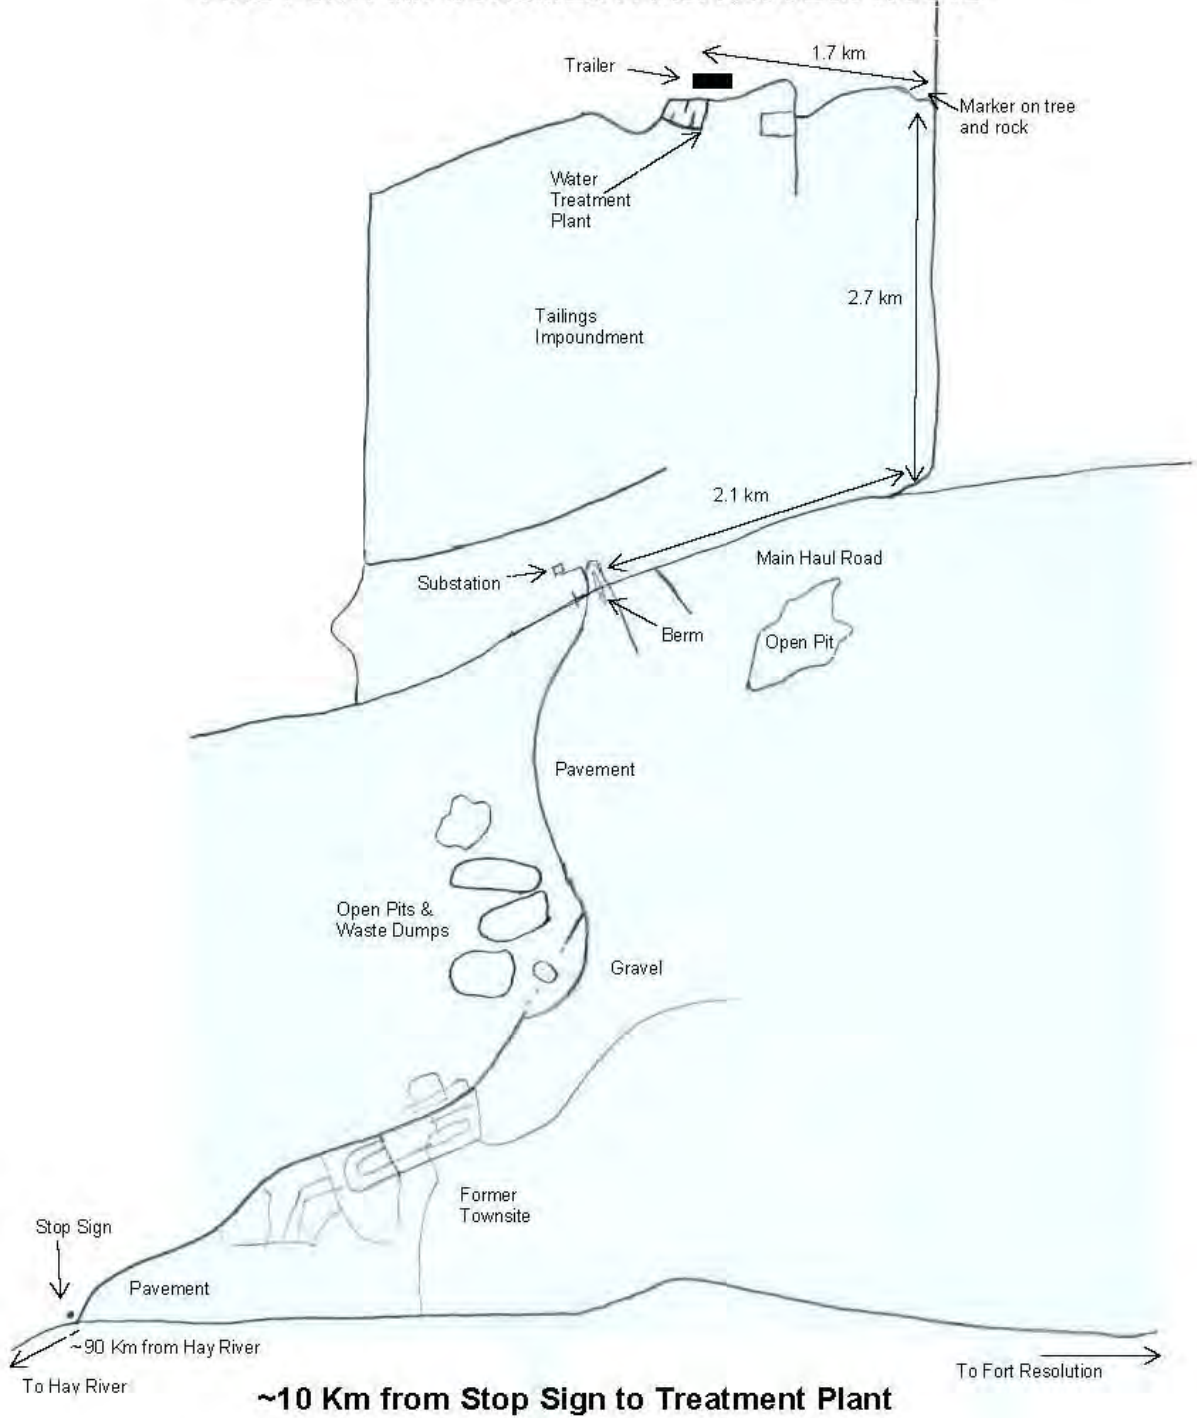 1.7 km
Trailer
Marker on tree
and rock
Water
Treatment
Plant
2.7 km
Tailings
Impoundment
2.1 km
Main Haul Road
Substation
Berm
Open Pit
Pavement
Open Pits &
Waste Dumps
Gravel
Former
Townsite
Stop Sign
Pavement
~90 Km from Hay River
To Hay River
To Fort Resolution
~10 Km from Stop Sign to Treatment Plant